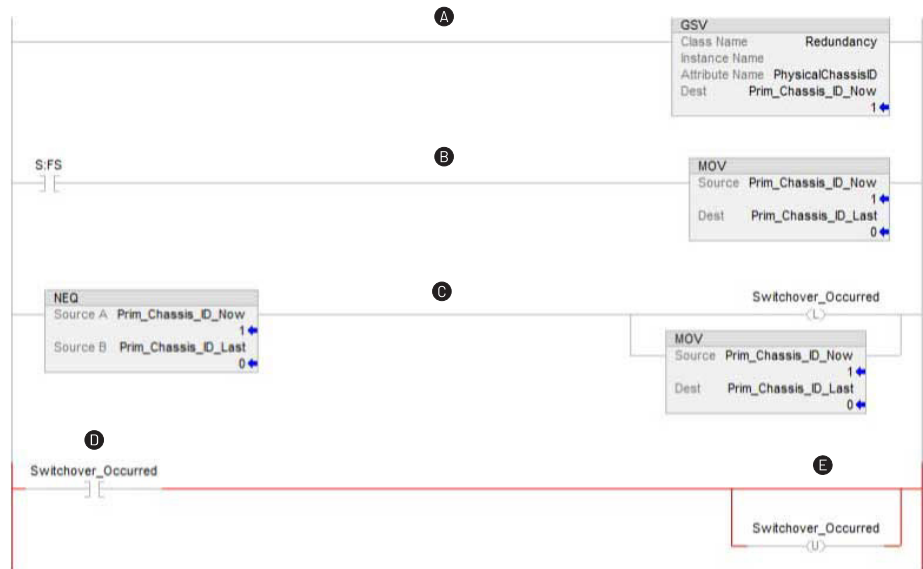 A
GSV
Class Name Redundancy
Instance Name
Attribute Name PhysicalChassisID
Dest Prim_Chassis_ID_Now
1
S:FS
B
MOV
Source Prim_Chassis_ID_Now
1
Dest Prim_Chassis_ID_Last
0
C
NEQ
Source A Prim_Chassis_ID_Now
1
Source B Prim_Chassis_ID_Last
0
Switchover_Occurred
L
MOV
Source Prim_Chassis_ID_Now
1
Dest Prim_Chassis_ID_Last
0
D
Switchover_Occurred
E
Switchover_Occurred
U